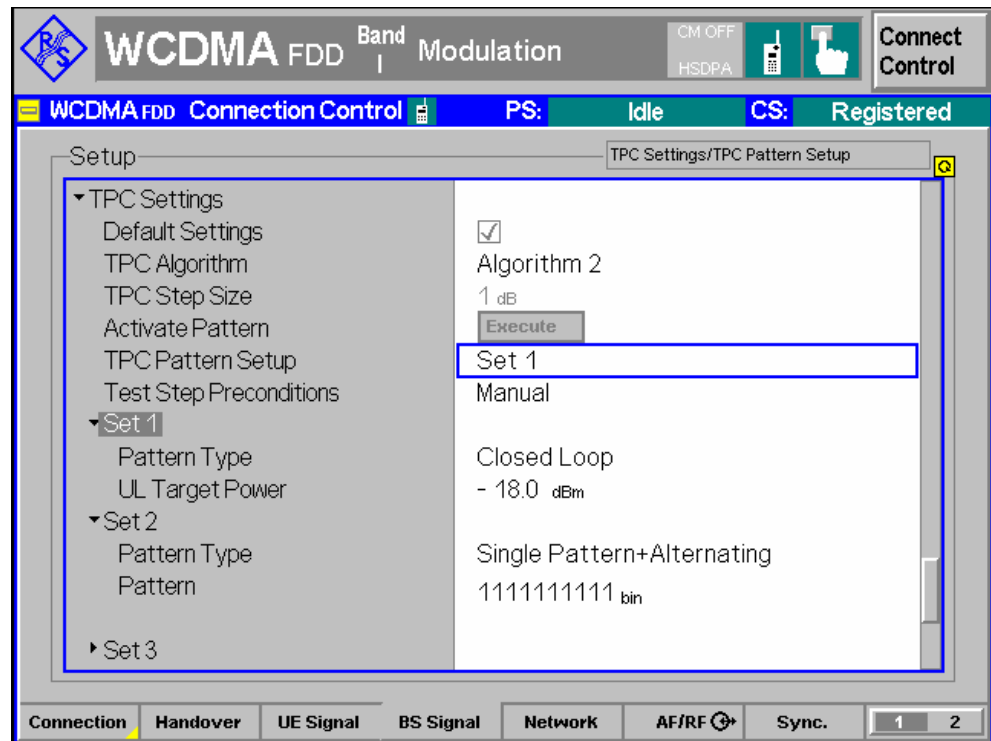 R S WCDMA FDD Band I Modulation CM OFF HSDPA Connect Control
WCDMA FDD Connection Control PS: Idle CS: Registered
Setup TPC Settings/TPC Pattern Setup
TPC Settings
Default Settings
TPC Algorithm Algorithm 2
TPC Step Size 1 dB
Activate Pattern Execute
TPC Pattern Setup Set 1
Test Step Preconditions Manual
Set 1
Pattern Type Closed Loop
UL Target Power - 18.0 dBm
Set 2
Pattern Type Single Pattern+Alternating
Pattern 1111111111 bin
Set 3
Connection Handover UE Signal BS Signal Network AF/RF Sync. 1 2